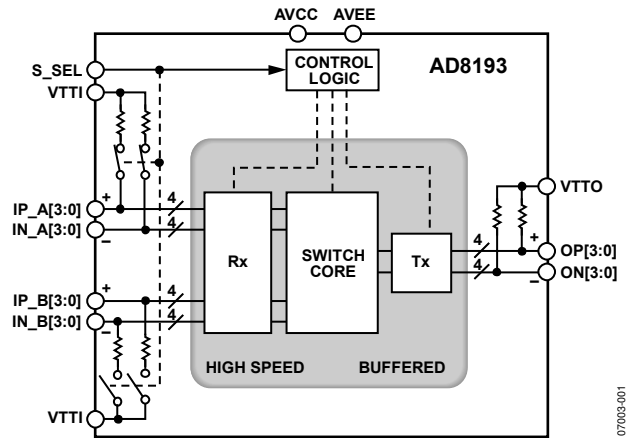 AVCC AVEE
S_SEL
CONTROL
LOGIC
AD8193
VTTI
VTTO
+
IP_A[3:0] 4
IN_A[3:0] 4
–
Rx
SWITCH
CORE
Tx
+
4 OP[3:0]
4 ON[3:0]
–
+
IP_B[3:0] 4
IN_B[3:0] 4
–
HIGH SPEED BUFFERED
VTTI
07003-001